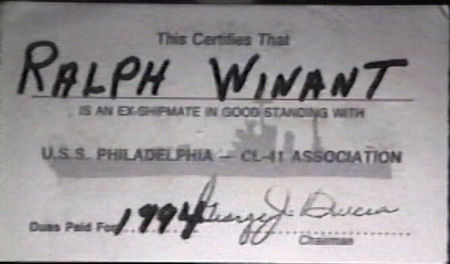 This Certifies That
RALPH WINANT
IS AN EX-SHIPMATE IN GOOD STANDING WITH
U.S.S. PHILADELPHIA — CL-41 ASSOCIATION
Dues Paid For 1994 George J.
Chairman